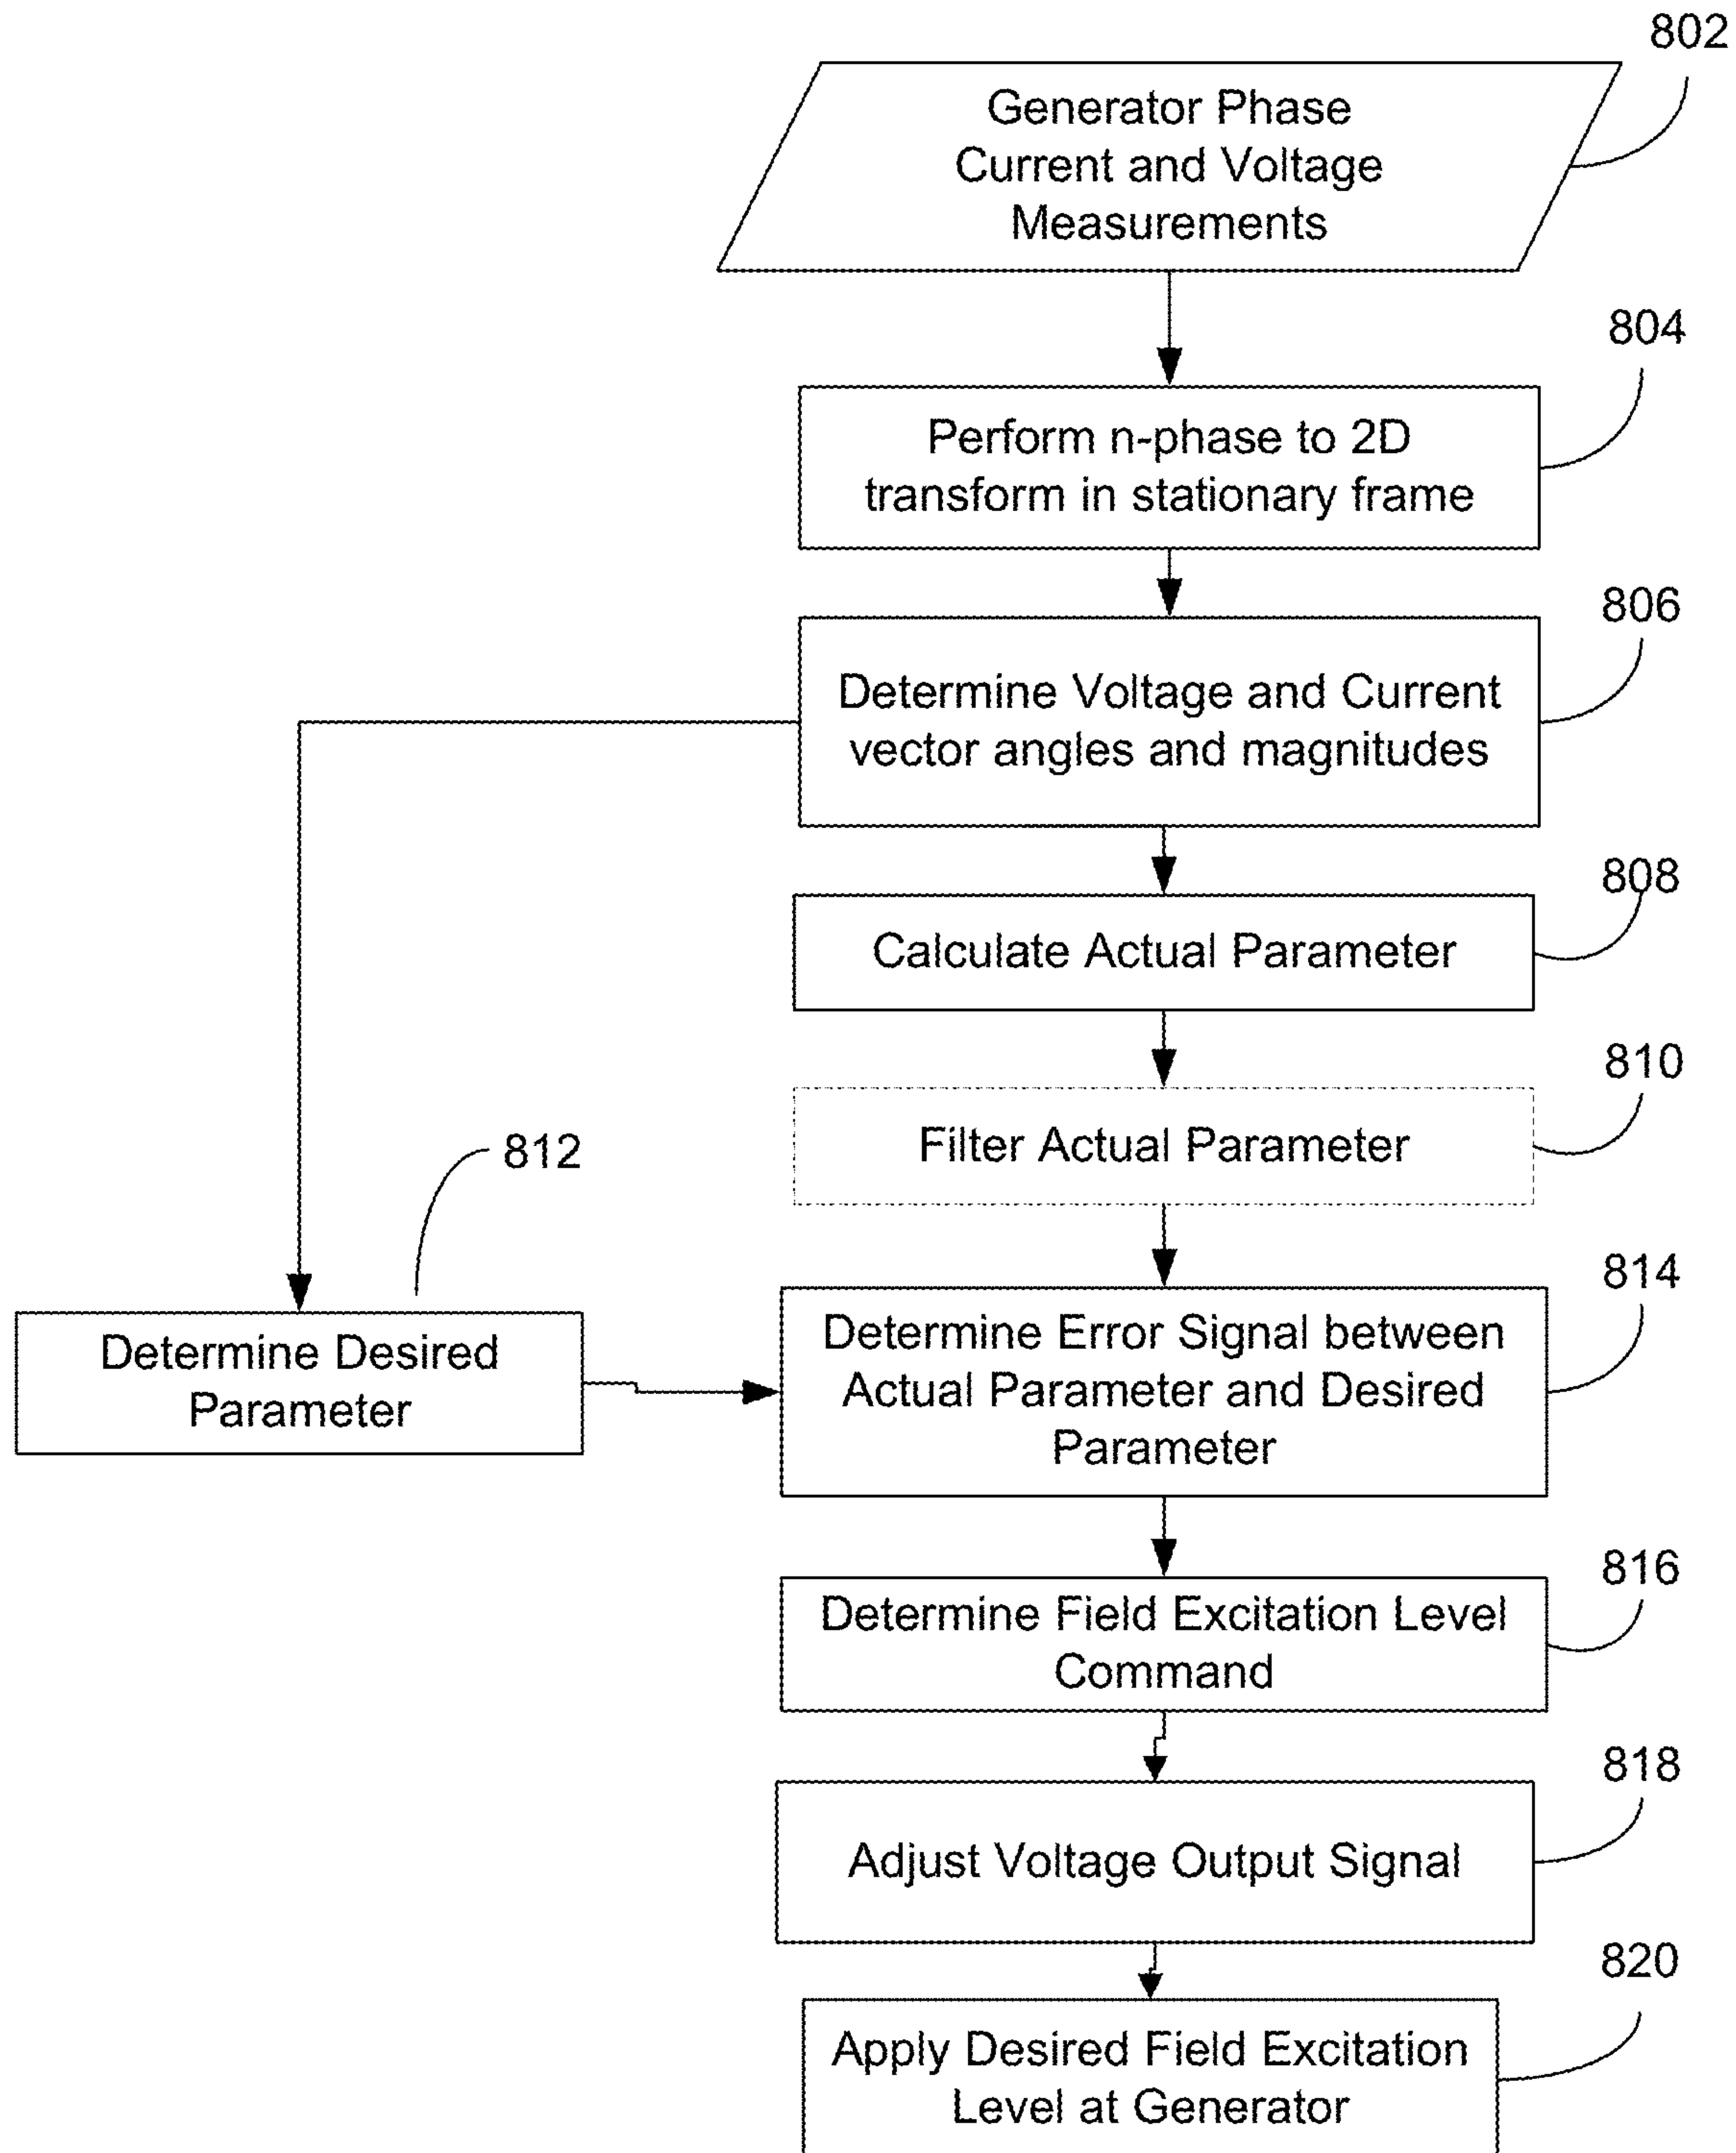 802
Generator Phase
Current and Voltage
Measurements
804
Perform n-phase to 2D
transform in stationary frame
806
Determine Voltage and Current
vector angles and magnitudes
808
Calculate Actual Parameter
810
Filter Actual Parameter
812
Determine Desired
Parameter
814
Determine Error Signal between
Actual Parameter and Desired
Parameter
816
Determine Field Excitation Level
Command
818
Adjust Voltage Output Signal
820
Apply Desired Field Excitation
Level at Generator